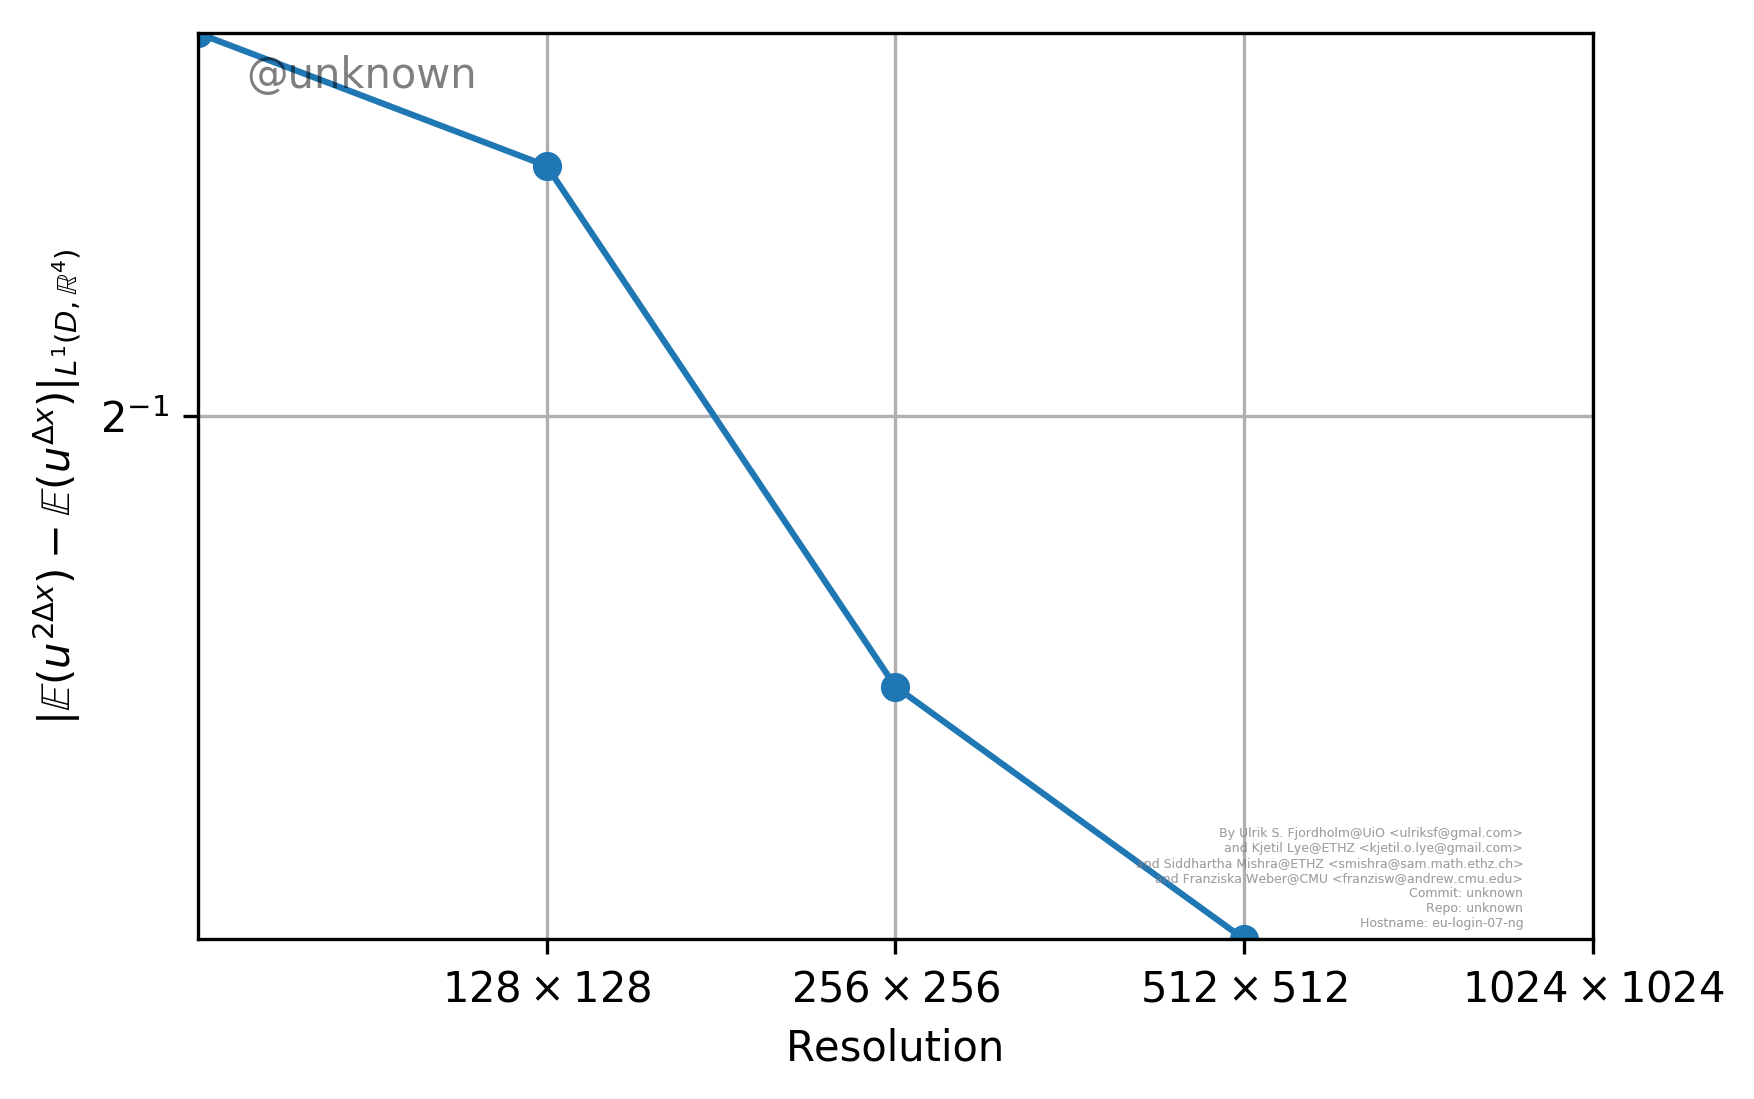 @unknown
|𝔼(u^{2Δx}) − 𝔼(u^{Δx})|_{L^1(D, ℝ^4)}
2^{−1}
By Ulrik S. Fjordholm@UiO <ulriksf@gmal.com>
and Kjetil Lye@ETHZ <kjetil.o.lye@gmail.com>
and Siddhartha Mishra@ETHZ <smishra@sam.math.ethz.ch>
and Franziska Weber@CMU <franzisw@andrew.cmu.edu>
Commit: unknown
Repo: unknown
Hostname: eu-login-07-ng
128 × 128 256 × 256 512 × 512 1024 × 1024
Resolution